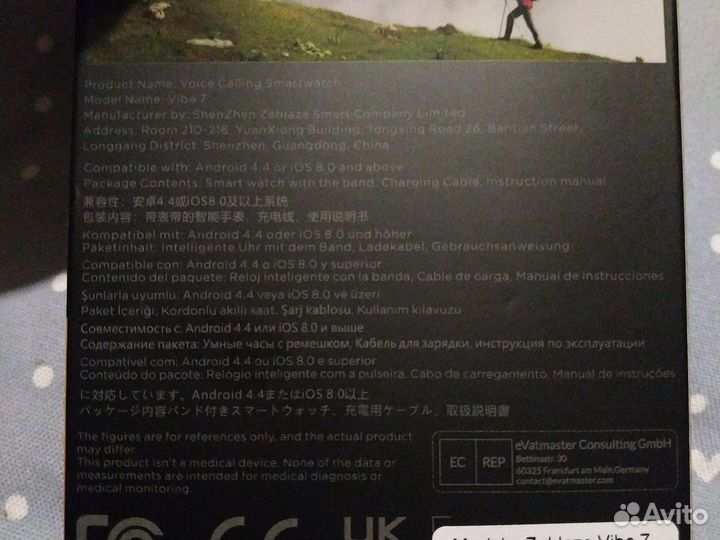 Product Name: Voice Calling Smartwatch
Model Name: Vibe 7
Manufacturer by: ShenZhen Zeblaze Smart Company Limited
Address: Room 210-216, YuanXiang Building, Tongxing Road 26, Bantian Street,
Longgang District, Shenzhen, Guangdong, China.
Compatible with: Android 4.4 or iOS 8.0 and above
Package Contents: Smart watch with the band, Charging Cable, Instruction manual
兼容性：安卓4.4或iOS8.0及以上系统
包装内容：带表带的智能手表、充电线、使用说明书
Kompatibel mit: Android 4.4 oder iOS 8.0 und höher
Paketinhalt: Intelligente Uhr mit dem Band, Ladekabel, Gebrauchsanweisung
Compatible con: Android 4.4 o iOS 8.0 y superior
Contenido del paquete: Reloj inteligente con la banda, Cable de carga, Manual de instrucciones
Şunlarla uyumlu: Android 4.4 veya iOS 8.0 ve üzeri
Paket İçeriği: Kordonlu akıllı saat, Şarj kablosu, Kullanım kılavuzu
Совместимость с: Android 4.4 или iOS 8.0 и выше
Содержание пакета: Умные часы с ремешком, Кабель для зарядки, инструкция по эксплуатации
Compatível com: Android 4.4 ou iOS 8.0 e superior
Conteúdo do pacote: Relógio inteligente com a pulseira, Cabo de carregamento, Manual de instruções
に対応しています。Android 4.4またはiOS 8.0以上
パッケージ内容バンド付きスマートウォッチ、充電用ケーブル、取扱説明書
The figures are for references only, and the actual product
may differ.
This product isn't a medical device. None of the data or
measurements are intended for medical diagnosis or
medical monitoring.
EC REP
eVatmaster Consulting GmbH
Bettinastr. 30
60325 Frankfurt am Main,Germany
contact@evatmaster.com
FC CE UK
Zeblaze Vibe 7
Avito